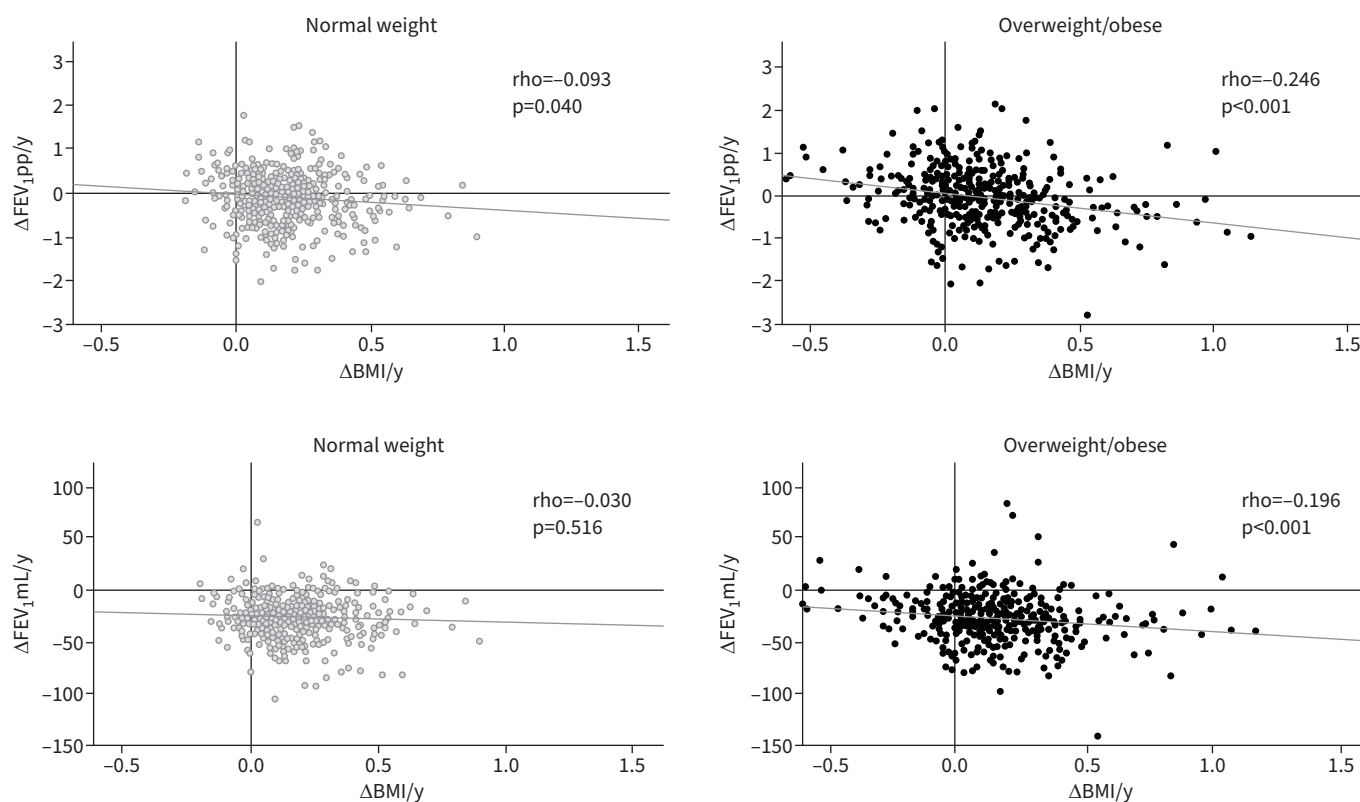 Normal weight
rho=–0.093
p=0.040
ΔFEV1pp/y
3
2
1
0
–1
–2
–3
–0.5 0.0 0.5 1.0 1.5
ΔBMI/y
Overweight/obese
rho=–0.246
p<0.001
ΔFEV1pp/y
3
2
1
0
–1
–2
–3
–0.5 0.0 0.5 1.0 1.5
ΔBMI/y
Normal weight
rho=–0.030
p=0.516
ΔFEV1mL/y
100
50
0
–50
–100
–150
–0.5 0.0 0.5 1.0 1.5
ΔBMI/y
Overweight/obese
rho=–0.196
p<0.001
ΔFEV1mL/y
100
50
0
–50
–100
–150
–0.5 0.0 0.5 1.0 1.5
ΔBMI/y